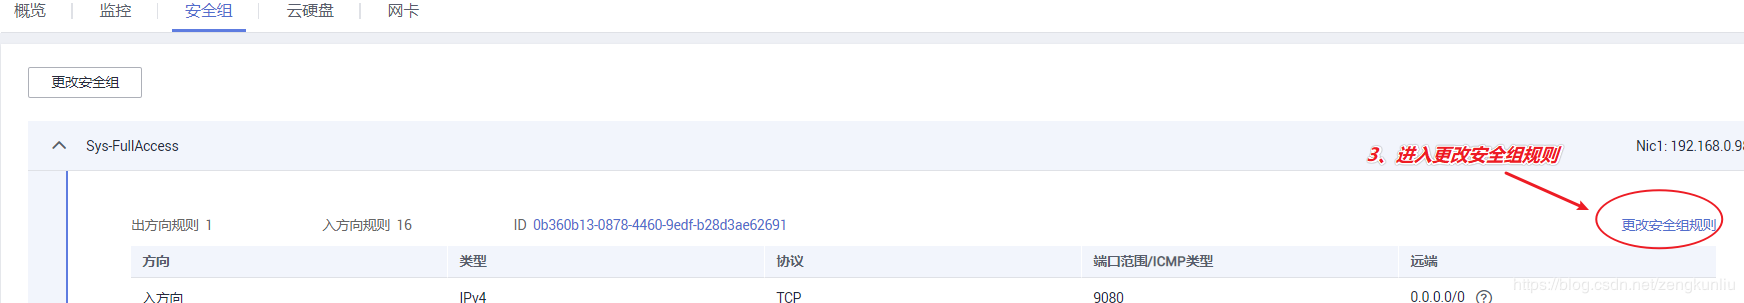 概览 监控 安全组 云硬盘 网卡
更改安全组
Sys-FullAccess
Nic1: 192.168.0.98
3、进入更改安全组规则
出方向规则 1 入方向规则 16 ID 0b360b13-0878-4460-9edf-b28d3ae62691 更改安全组规则
方向 类型 协议 端口范围/ICMP类型 远端
入方向 IPv4 TCP 9080 0.0.0.0/0
https://blog.csdn.net/zengkunliu